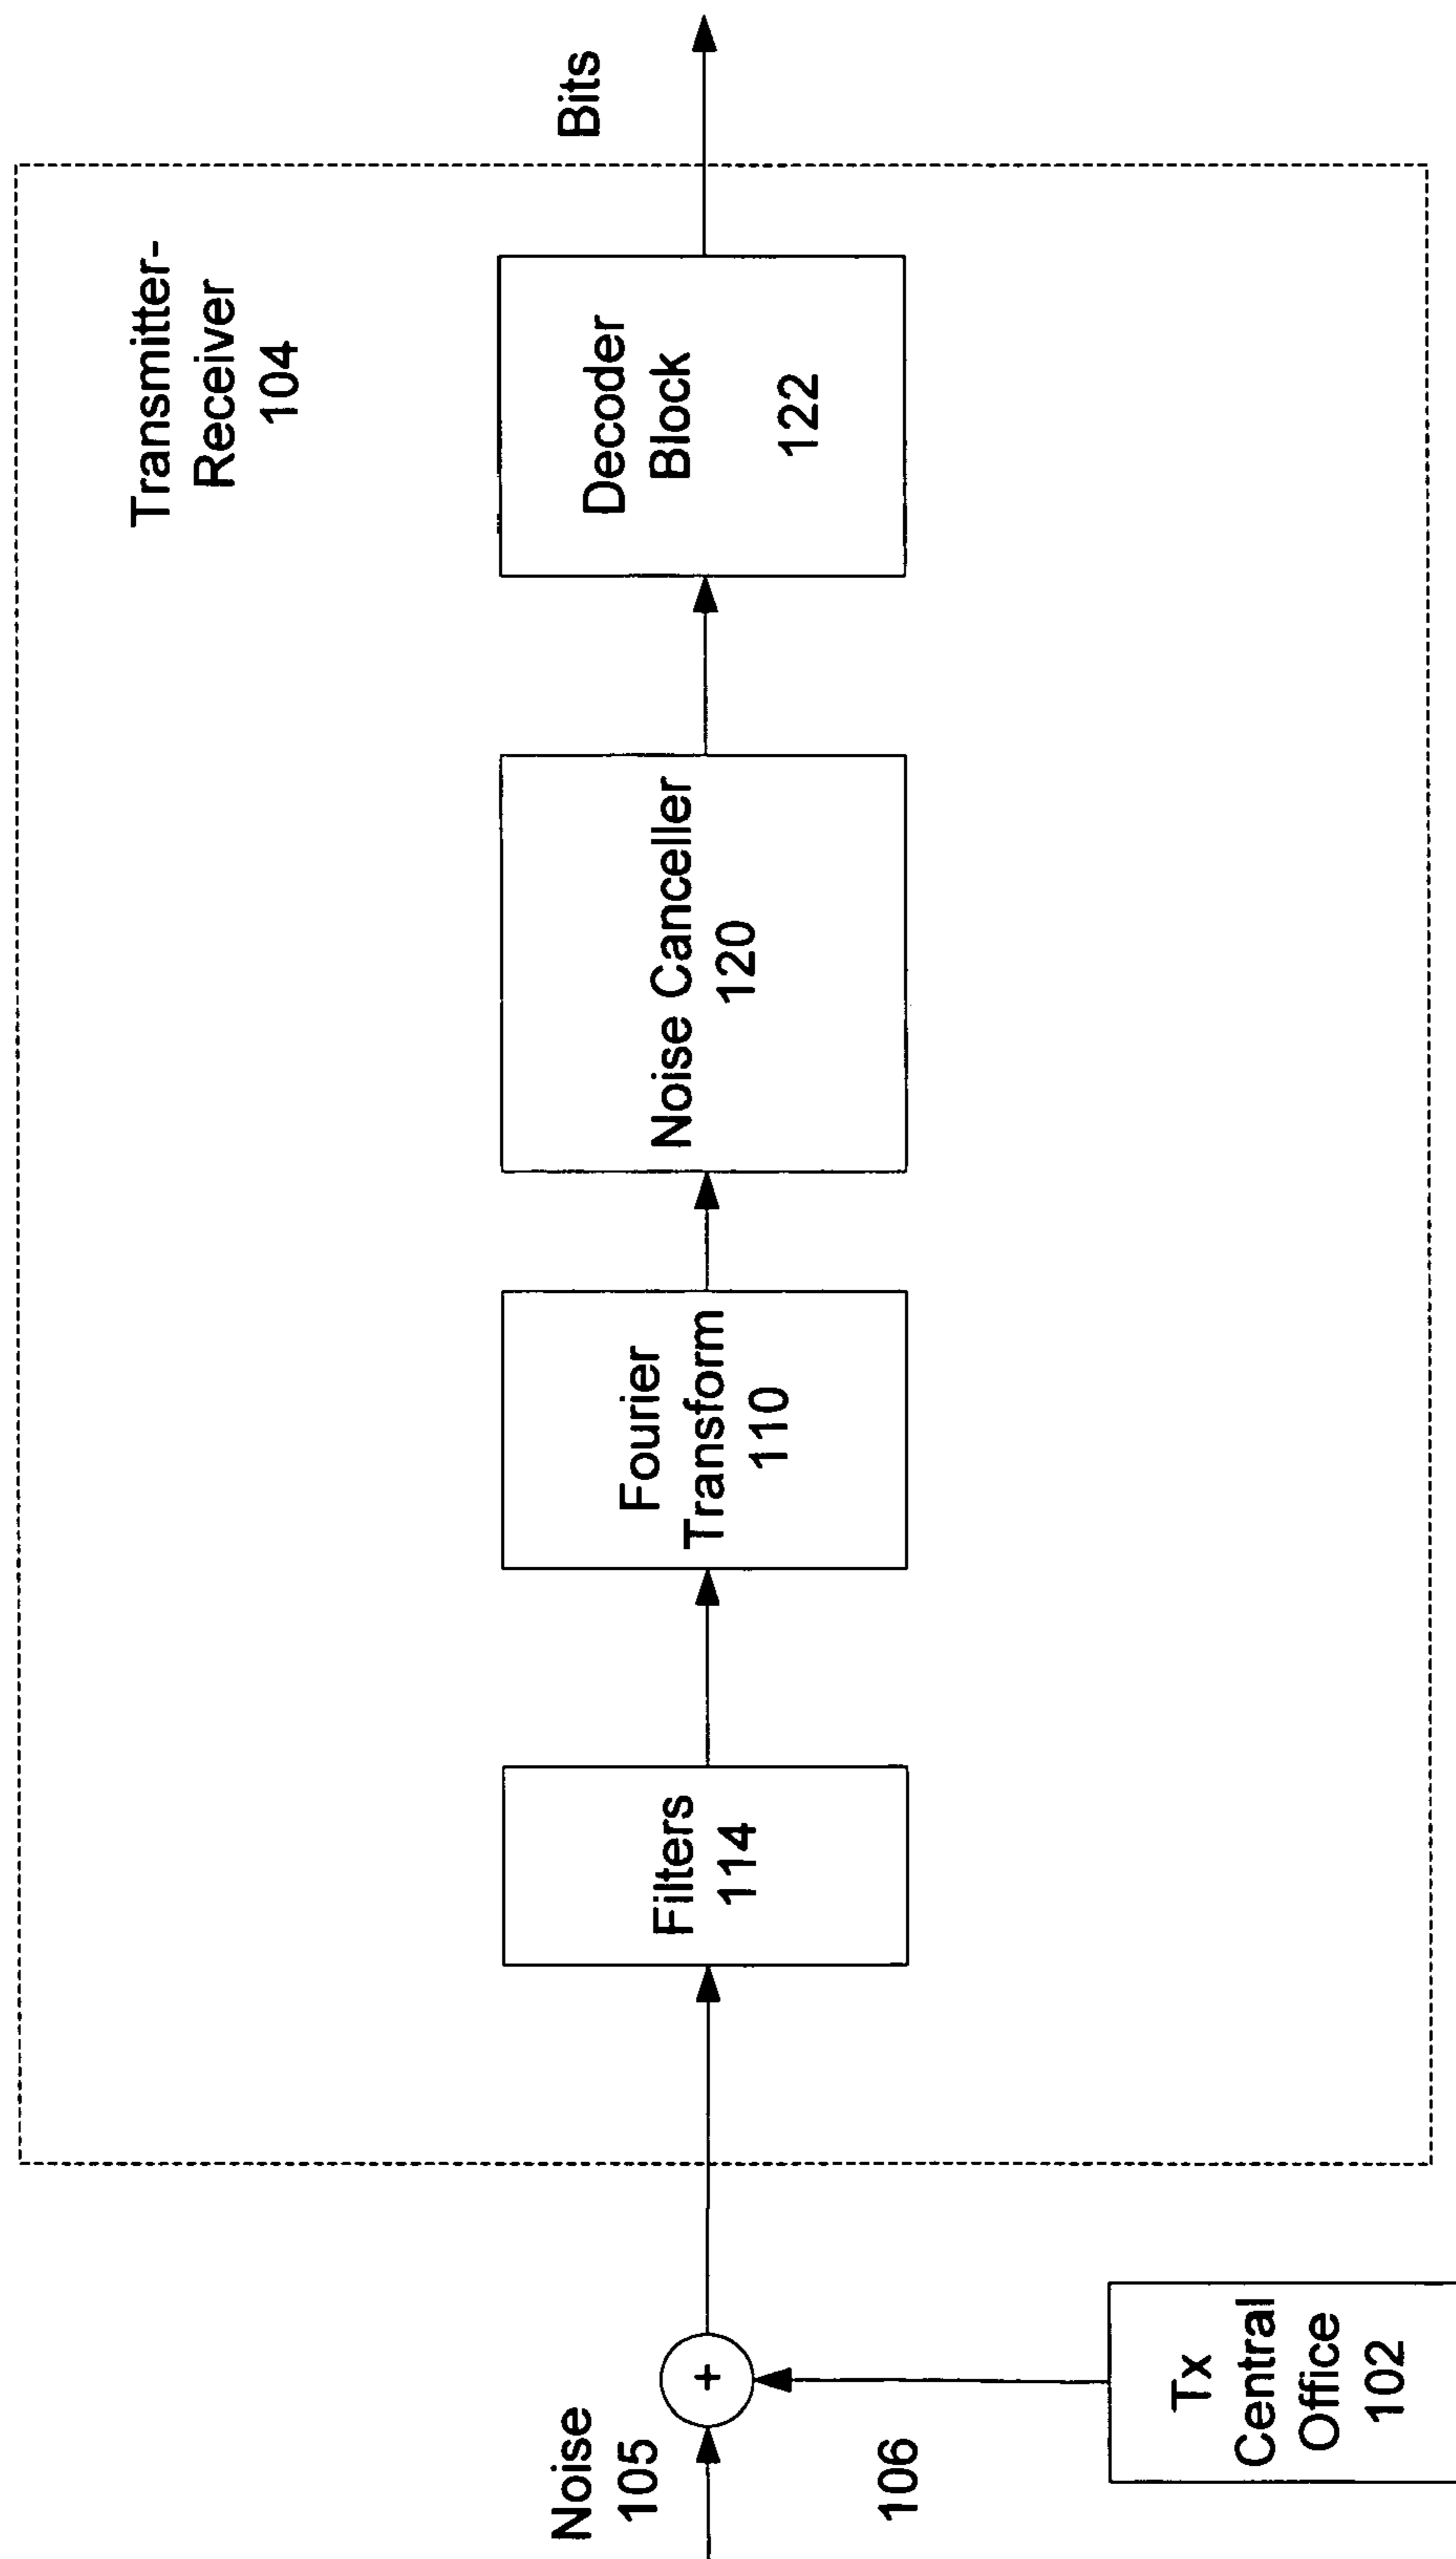 Transmitter-
Receiver
104
Noise
105
106
Tx
Central
Office
102
+
Filters
114
Fourier
Transform
110
Noise Canceller
120
Decoder
Block
122
Bits